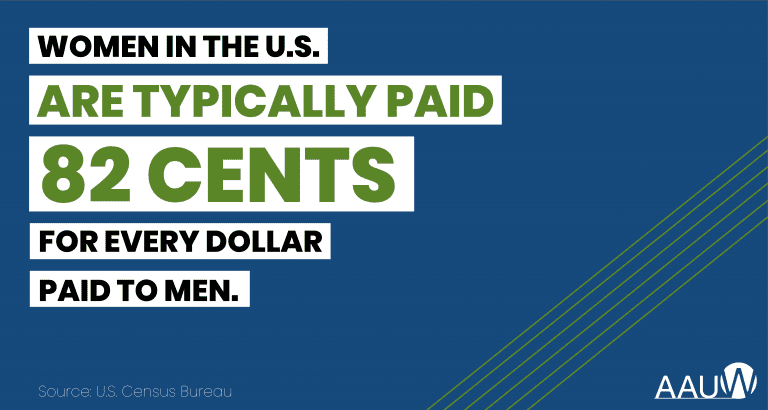 WOMEN IN THE U.S.
ARE TYPICALLY PAID
82 CENTS
FOR EVERY DOLLAR
PAID TO MEN.
Source: U.S. Census Bureau
AAUW